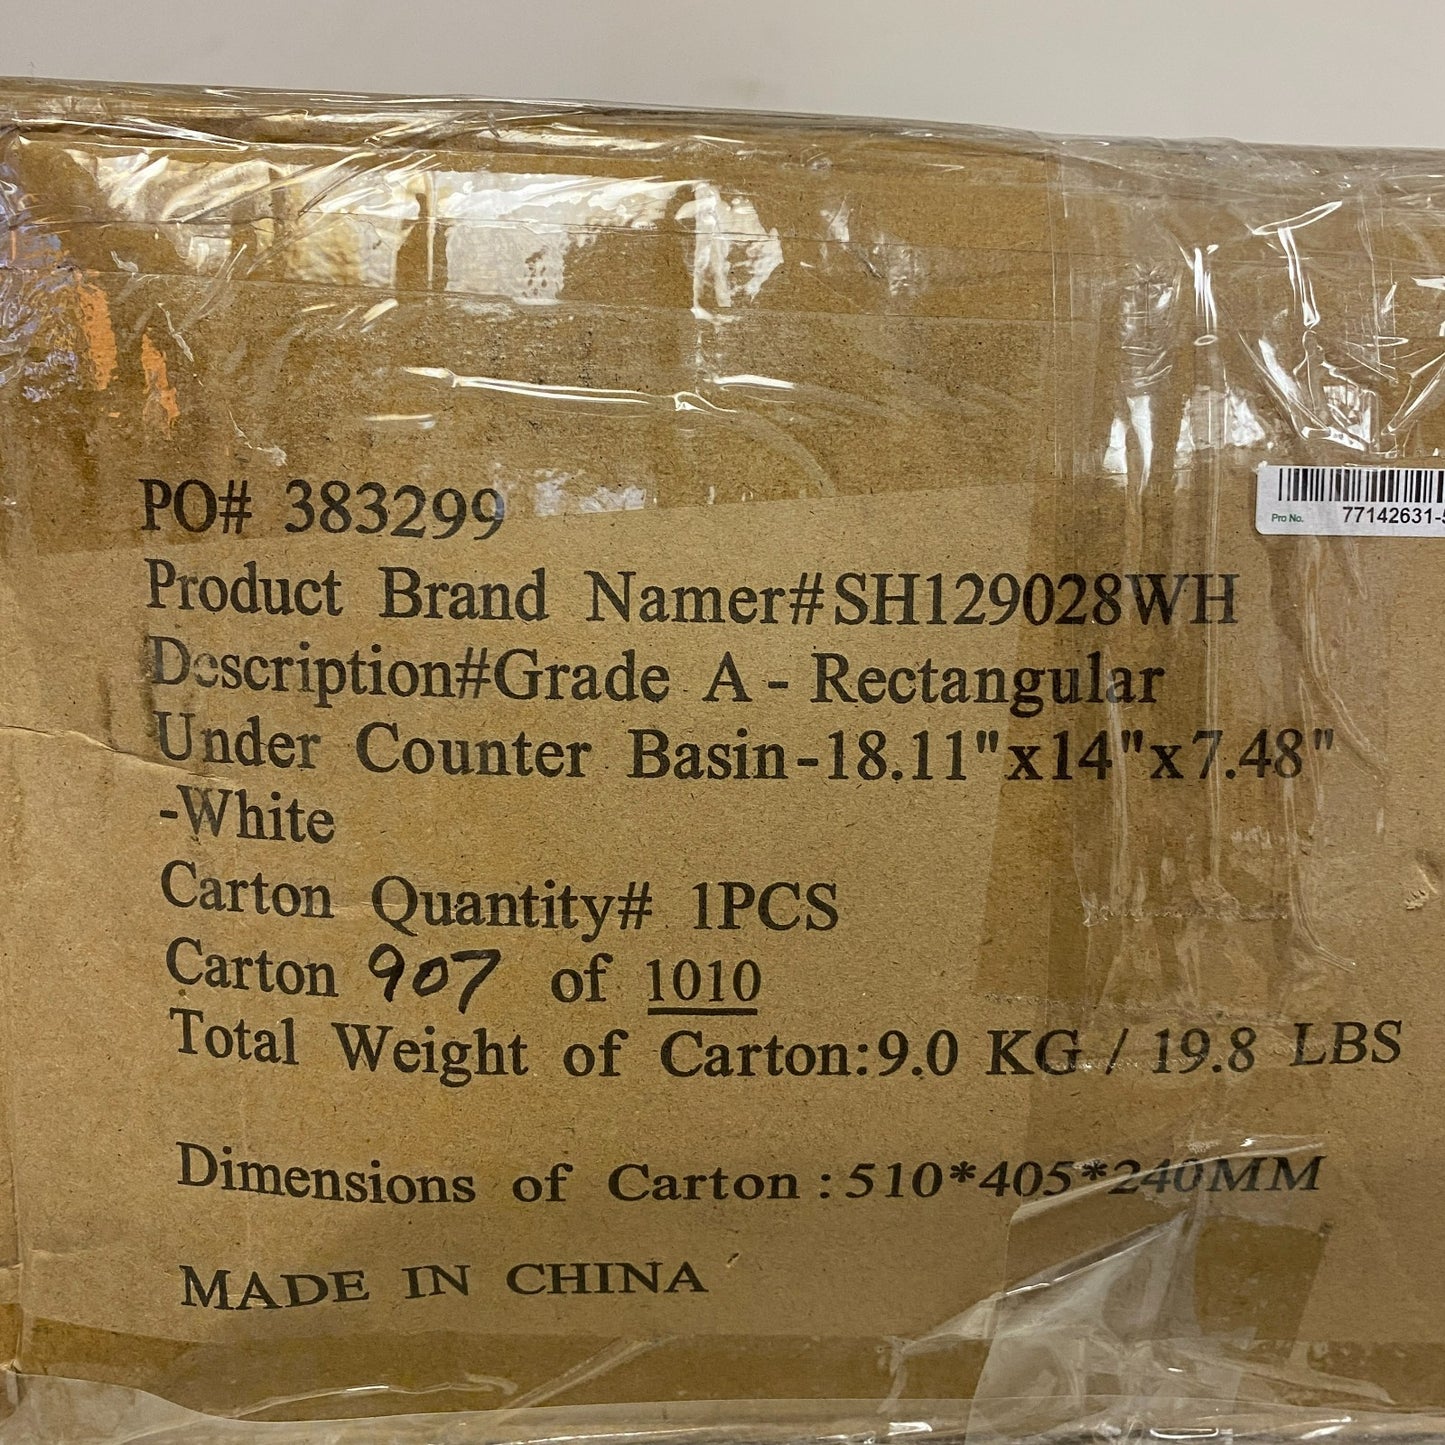 PO# 383299
Product Brand Namer#SH129028WH
Description#Grade A - Rectangular
Under Counter Basin-18.11"x14"x7.48"
-White
Carton Quantity# 1PCS
Carton 907 of 1010
Total Weight of Carton:9.0 KG / 19.8 LBS
Dimensions of Carton :510*405*240MM
MADE IN CHINA
Pro No. 77142631-5